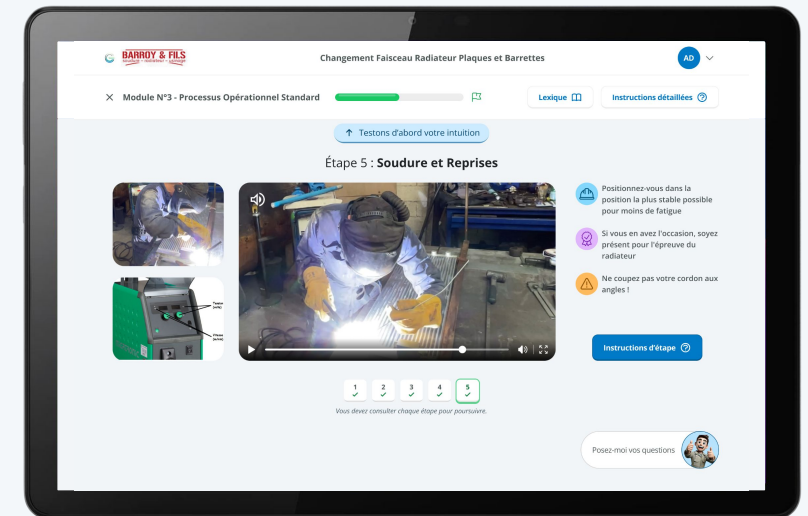 BARROY & FILS
soudure - radiateur - usinage
Changement Faisceau Radiateur Plaques et Barrettes
AD
Module N°3 - Processus Opérationnel Standard
Lexique
Instructions détaillées
Testons d'abord votre intuition
Étape 5 : Soudure et Reprises
Positionnez-vous dans la
position la plus stable possible
pour moins de fatigue
Si vous en avez l'occasion, soyez
présent pour l'épreuve du
radiateur
Ne coupez pas votre cordon aux
angles !
Instructions d'étape
1
2
3
4
5
Vous devez consulter chaque étape pour poursuivre.
Posez-moi vos questions